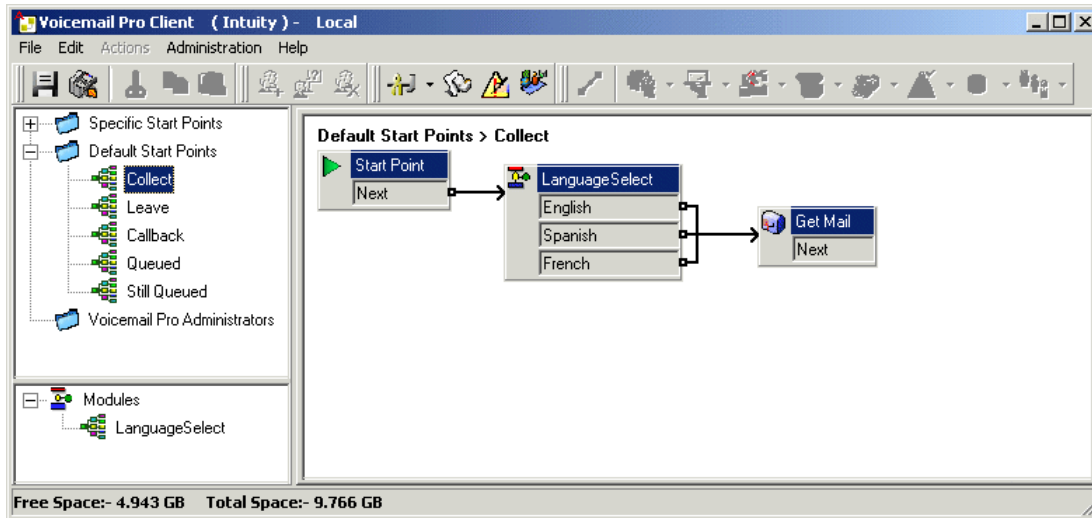 Voicemail Pro Client   ( Intuity ) -   Local
File  Edit  Actions  Administration  Help
Specific Start Points
Default Start Points
Collect
Leave
Callback
Queued
Still Queued
Voicemail Pro Administrators
Modules
LanguageSelect
Default Start Points > Collect
Start Point
Next
LanguageSelect
English
Spanish
French
Get Mail
Next
Free Space:- 4.943 GB    Total Space:- 9.766 GB